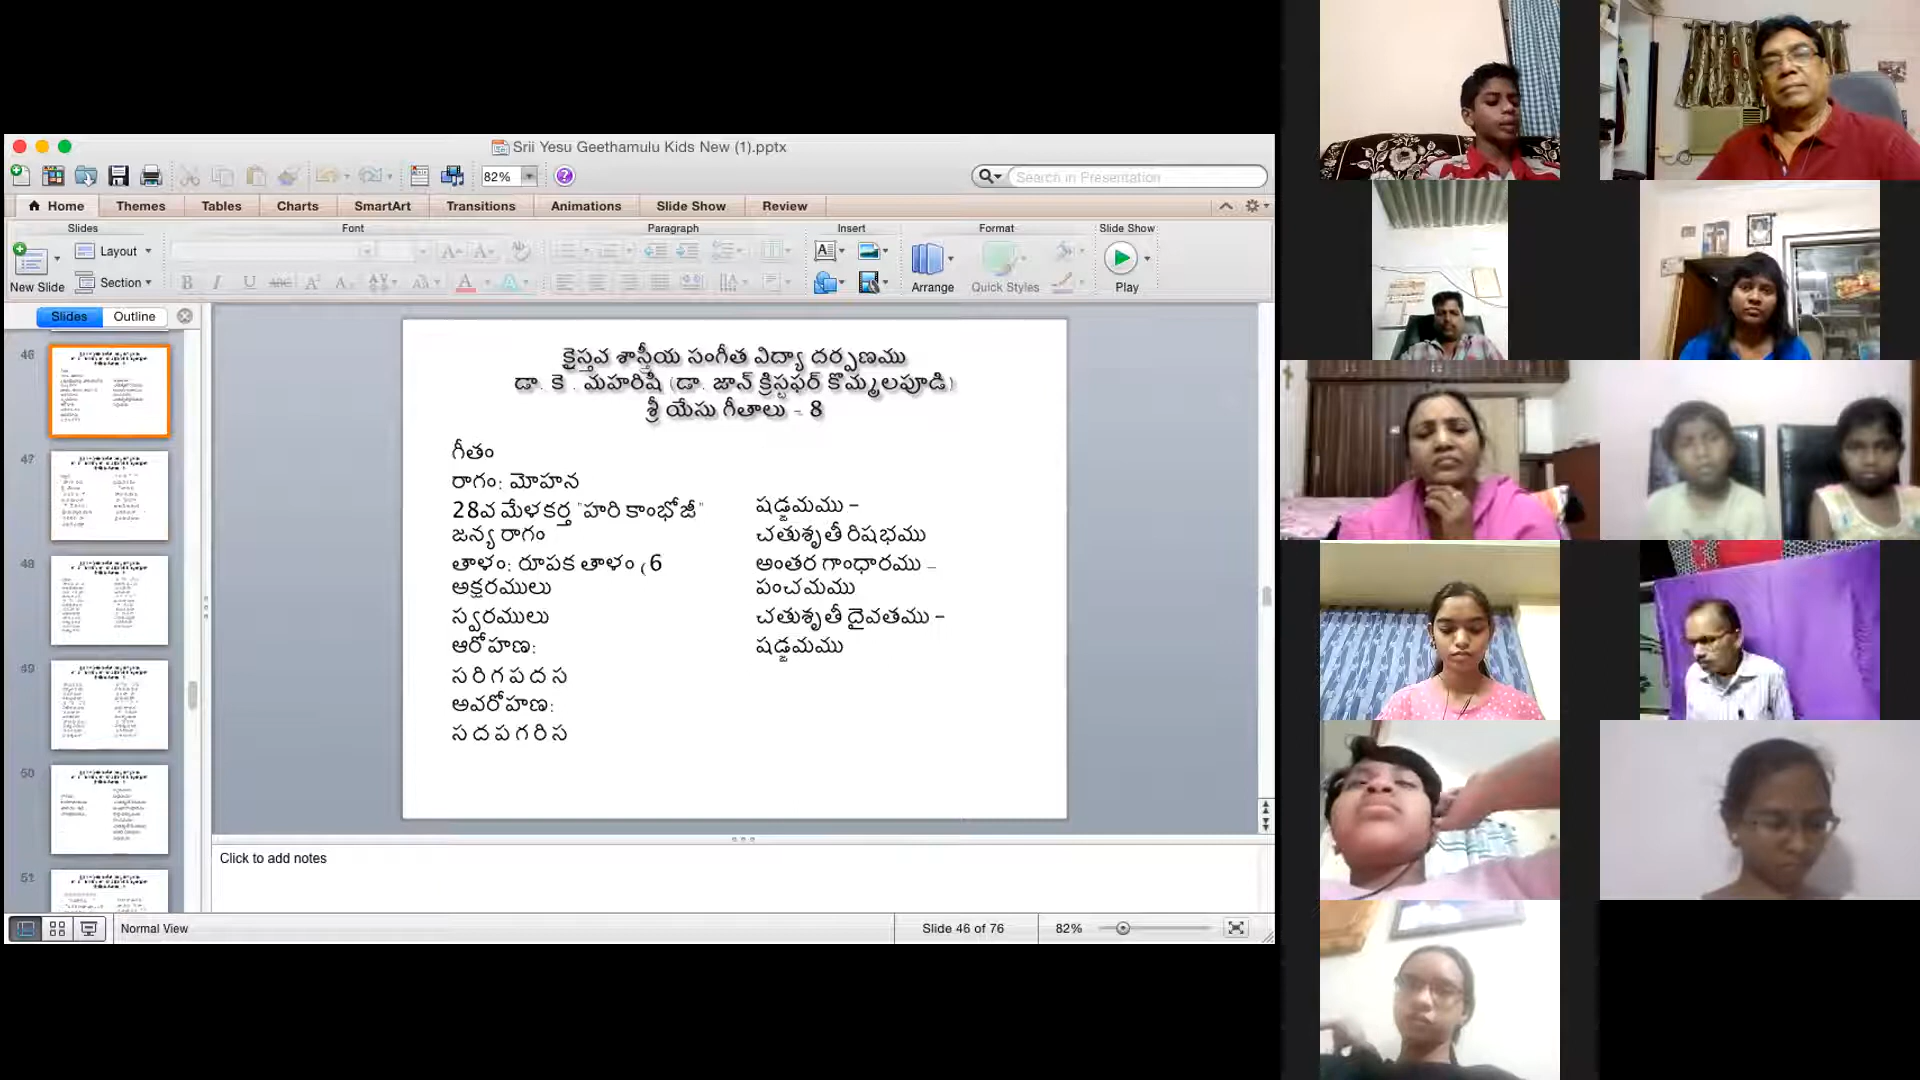 Srii Yesu Geethamulu Kids New (1).pptx
82%
Search in Presentation
Home
Themes
Tables
Charts
SmartArt
Transitions
Animations
Slide Show
Review
Slides
Font
Paragraph
Insert
Format
Slide Show
New Slide
Layout
Section
Arrange
Quick Styles
Play
Slides
Outline
46
47
48
49
50
51
క్రైస్తవ శాస్త్రీయ సంగీత విద్యా దర్పణము
డా. కె . మహరిషి (డా. జాన్ క్రిస్టఫర్ కొమ్మలపూడి)
శ్రీ యేసు గీతాలు - 8
గీతం
రాగం: మోహన
28వ మేళకర్త "హరి కాంభోజీ"
జన్య రాగం
తాళం: రూపక తాళం (6
అక్షరములు
స్వరములు
ఆరోహణ:
స రి గ ప ద స
అవరోహణ:
స ద ప గ రి స
షడ్జమము –
చతుశృతీ రిషభము
అంతర గాంధారము –
పంచమము
చతుశృతీ దైవతము –
షడ్జమము
Click to add notes
Normal View
Slide 46 of 76
82%